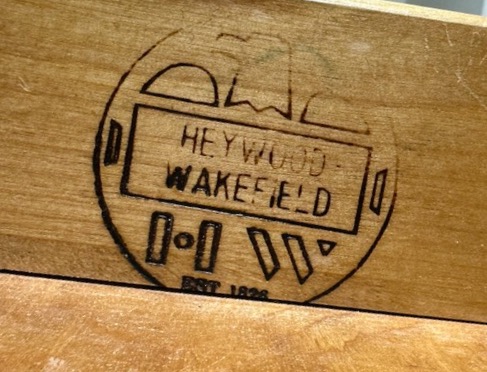 HEYWOOD-
WAKEFIELD
H W
EST 1826